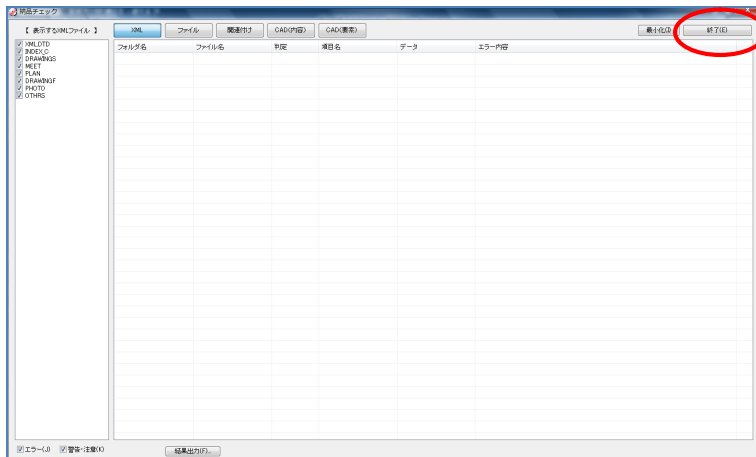 納品チェック
【 表示するXMLファイル 】
XML
ファイル
関連付け
CAD(内容)
CAD(要素)
最小化(I)
終了(E)
XMLDTD
INDEX_C
DRAWINGS
MEET
PLAN
DRAWINGF
PHOTO
OTHRS
フォルダ名
ファイル名
判定
項目名
データ
エラー内容
エラー(J)
警告・注意(K)
結果出力(F)...